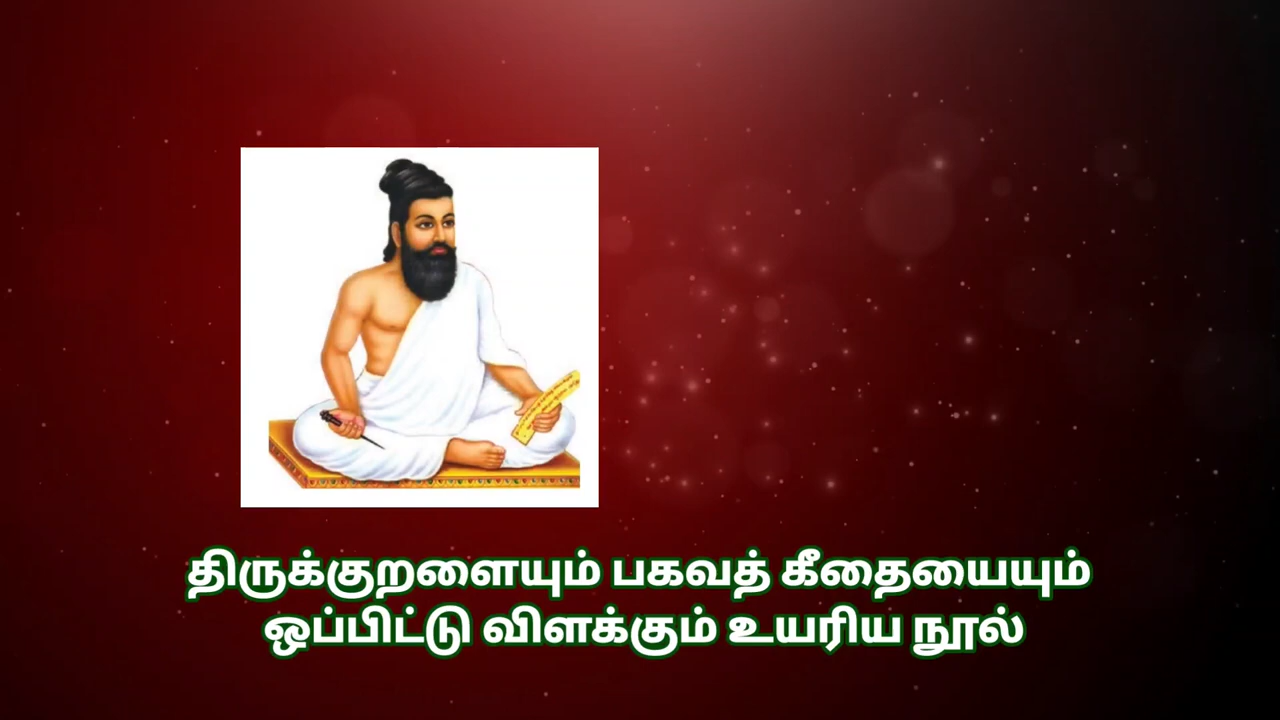 திருக்குறளையும் பகவத் கீதையையும்
ஒப்பிட்டு விளக்கும் உயரிய நூல்